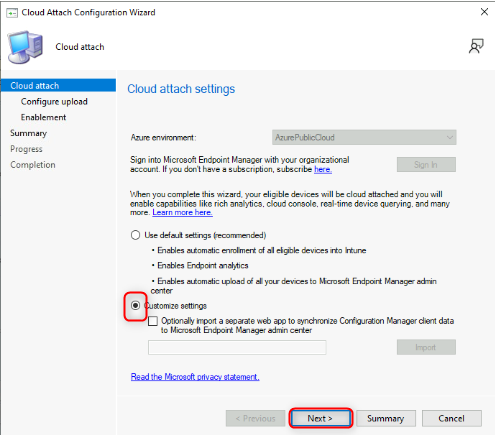 Cloud Attach Configuration Wizard
Cloud attach
Cloud attach
Configure upload
Enablement
Summary
Progress
Completion
Cloud attach settings
Azure environment:
AzurePublicCloud
Sign into Microsoft Endpoint Manager with your organizational
account. If you don't have a subscription, subscribe here.
Sign In
When you complete this wizard, your eligible devices will be cloud attached and you will
enable capabilities like rich analytics, cloud console, real-time device querying, and many
more. Learn more here.
Use default settings (recommended)
• Enables automatic enrollment of all eligible devices into Intune
• Enables Endpoint analytics
• Enables automatic upload of all your devices to Microsoft Endpoint Manager admin
center
Customize settings
Optionally import a separate web app to synchronize Configuration Manager client data
to Microsoft Endpoint Manager admin center
Import
Read the Microsoft privacy statement.
< Previous
Next >
Summary
Cancel